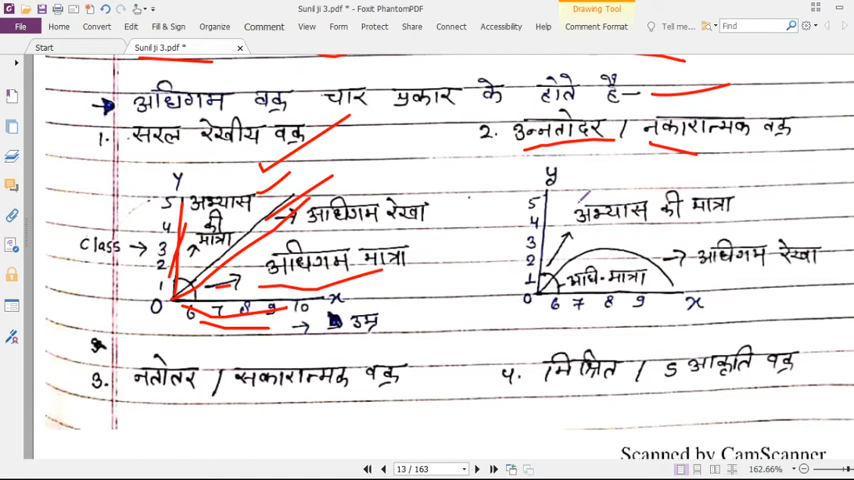 Sunil ji 3.pdf * - Foxit PhantomPDF
Drawing Tool
File Home Convert Edit Fill & Sign Organize Comment View Form Protect Share Help Comment Format Tell me... Find
Start Sunil ji 3.pdf *
अधिगम वक्र चार प्रकार के होते है-
1. सरल रेखीय वक्र
2. उन्नतोदर / नकारात्मक वक्र
Y
5 अभ्यास की मात्रा
4
Class → 3
2
1
→ अधिगम रेखा
→ अधिगम मात्रा
0 6 7 8 9 10 x
→ उम्र
y
5 अभ्यास की मात्रा
4
3
2
1
→ अधिगम रेखा
अधि. मात्रा
0 6 7 8 9 x
3. नतोतर / सकारात्मक वक्र
4. मिश्रित / S आकृति वक्र
Scanned by CamScanner
13 / 163
162.66%